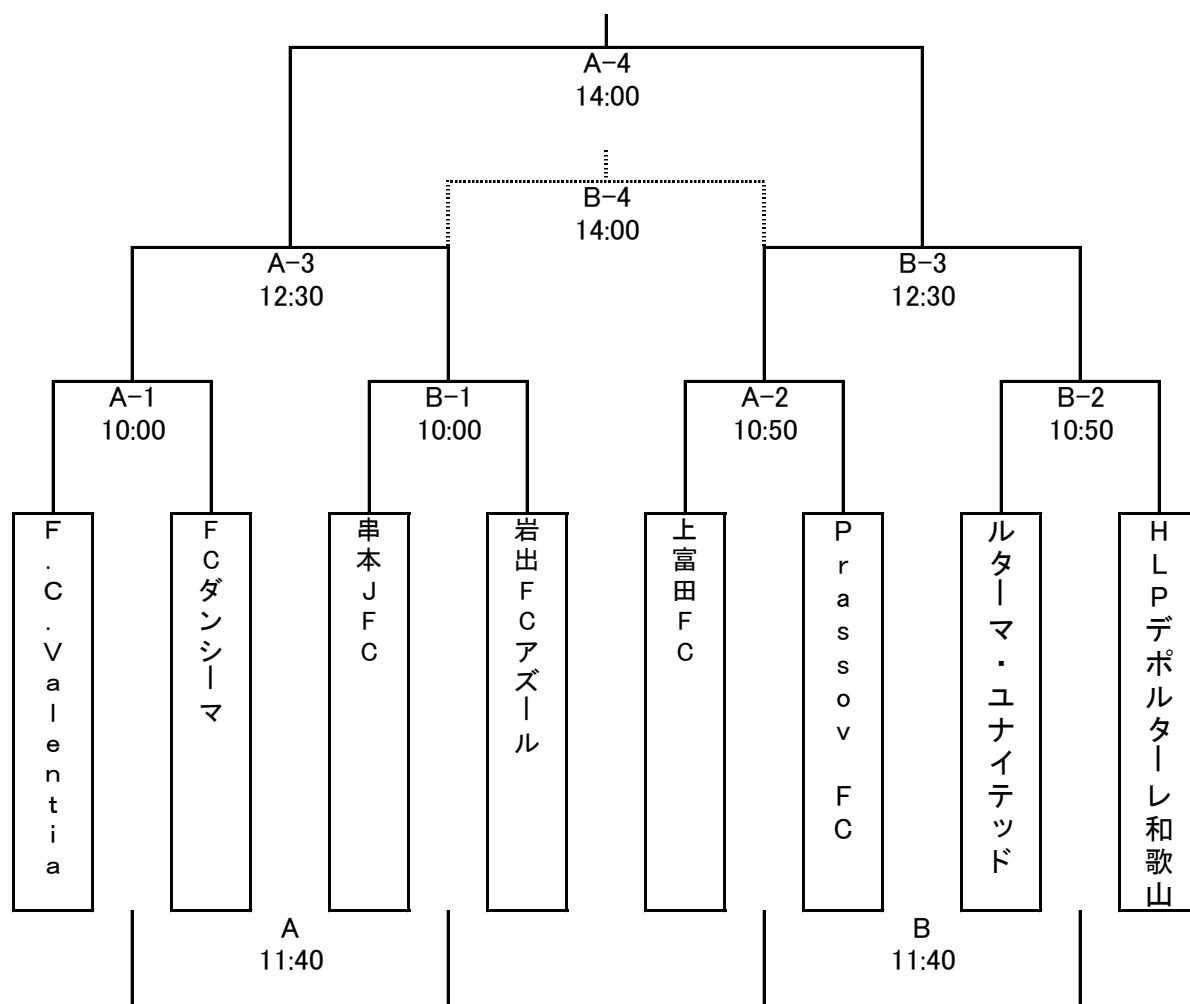 A-4
14:00
B-4
14:00
A-3
12:30
B-3
12:30
A-1
10:00
B-1
10:00
A-2
10:50
B-2
10:50
F.C.Valentia
FCダンシーマ
串本JFC
岩出FCアズール
上富田FC
Prassov FC
ルターマ・ユナイテッド
HLPデポルターレ和歌山
A
11:40
B
11:40